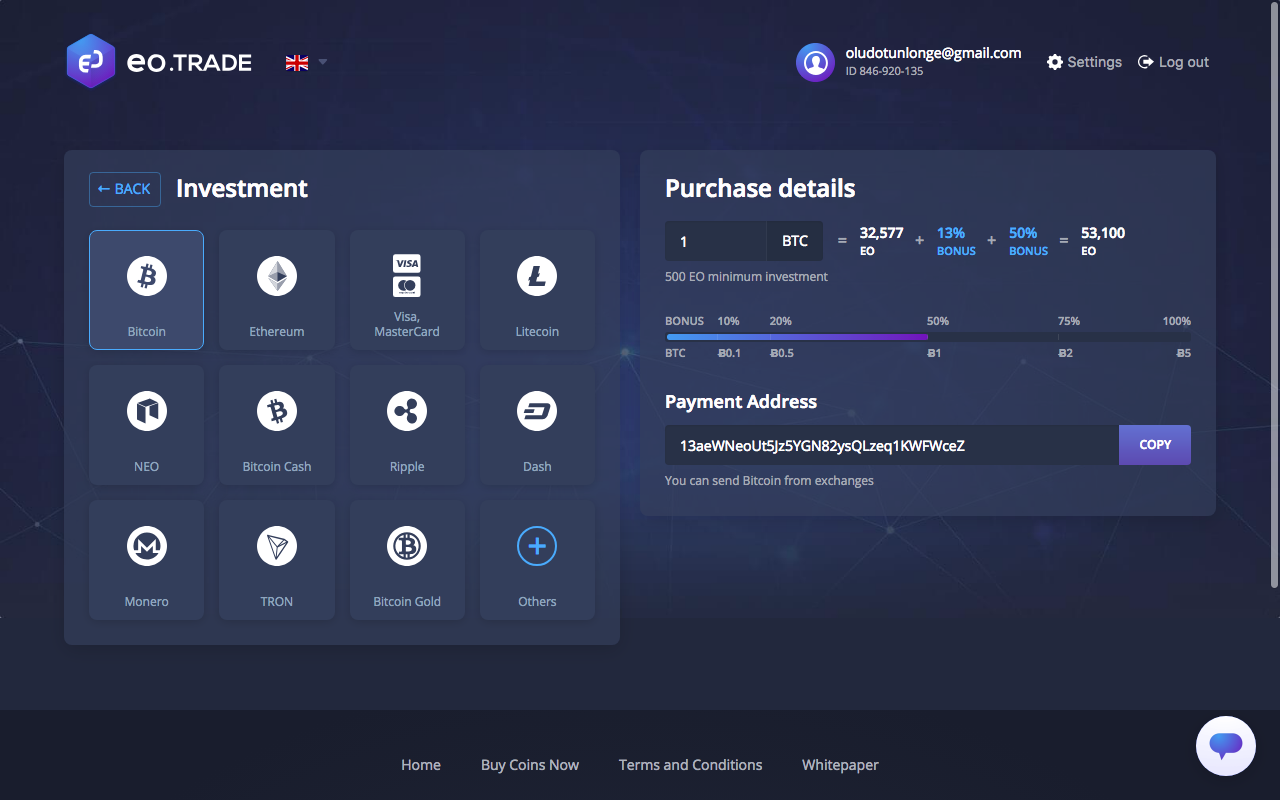 eo.TRADE
oludotunlonge@gmail.com
ID 846-920-135
Settings
Log out
← BACK
Investment
Bitcoin
Ethereum
VISA
Visa,
MasterCard
Litecoin
NEO
Bitcoin Cash
Ripple
Dash
Monero
TRON
Bitcoin Gold
Others
Purchase details
1 BTC = 32,577 + 13% + 50% = 53,100
EO BONUS BONUS EO
500 EO minimum investment
BONUS 10% 20% 50% 75% 100%
BTC Ƀ0.1 Ƀ0.5 Ƀ1 Ƀ2 Ƀ5
Payment Address
13aeWNeoUt5Jz5YGN82ysQLzeq1KWFWceZ COPY
You can send Bitcoin from exchanges
Home Buy Coins Now Terms and Conditions Whitepaper